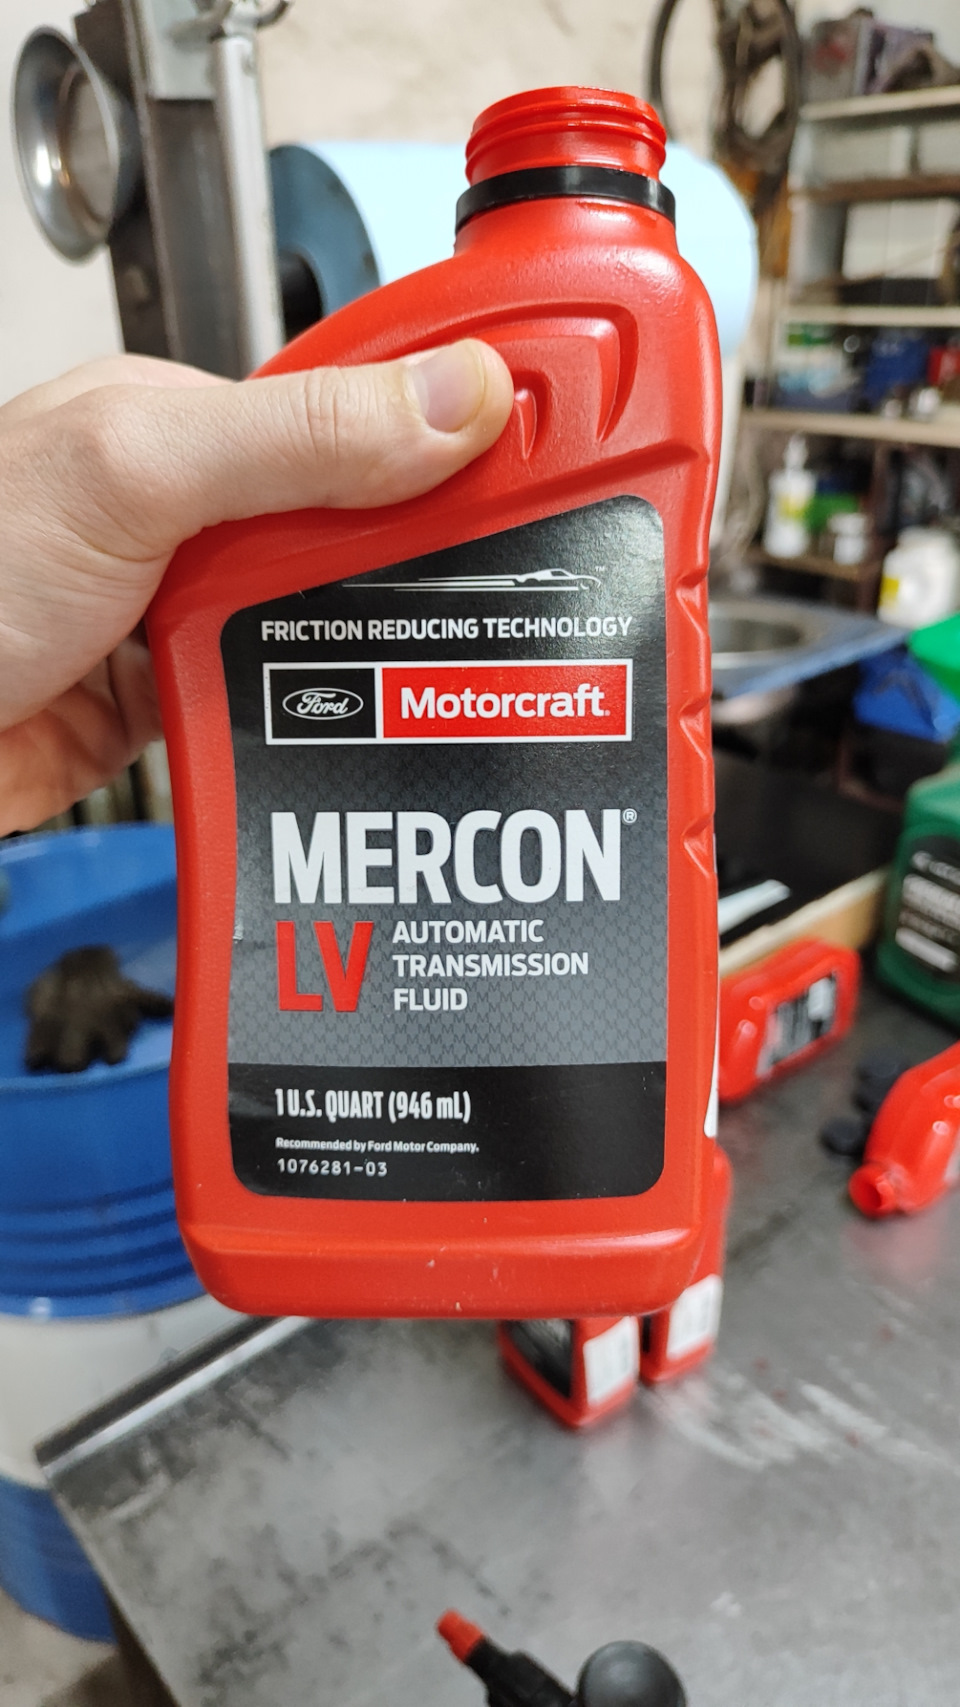 ™
FRICTION REDUCING TECHNOLOGY
Ford Motorcraft.
MERCON®
LV AUTOMATIC
TRANSMISSION
FLUID
1 U.S. QUART (946 mL)
Recommended by Ford Motor Company.
1076281-03